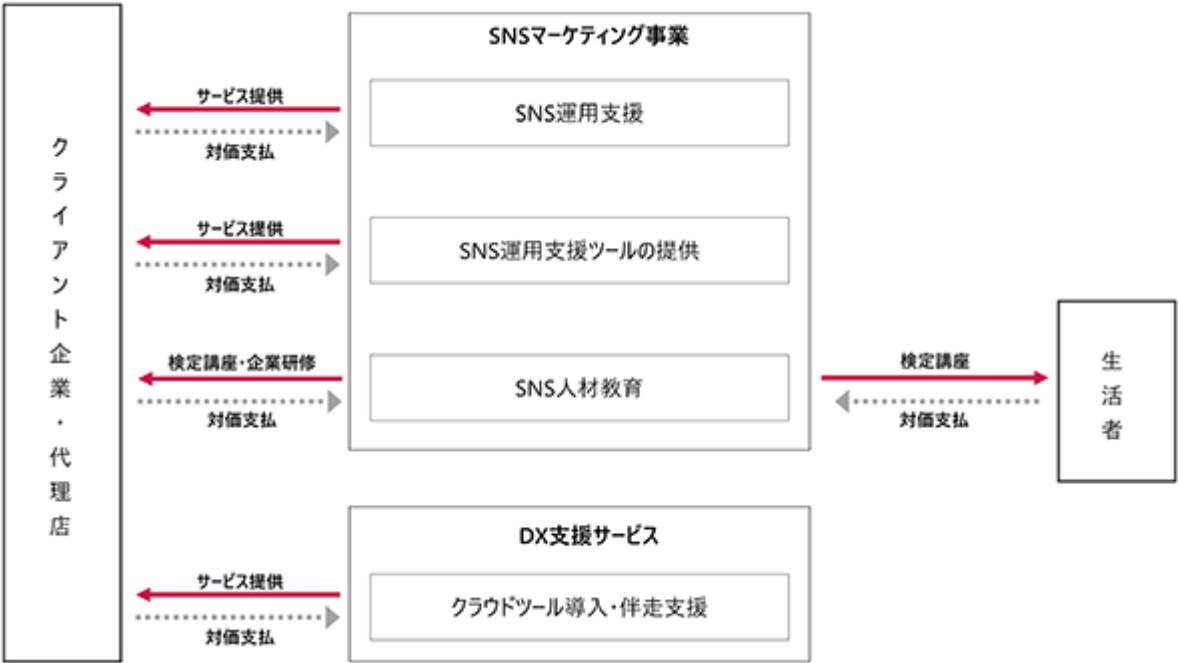 クライアント企業・代理店
SNSマーケティング事業
サービス提供
対価支払
SNS運用支援
サービス提供
対価支払
SNS運用支援ツールの提供
検定講座・企業研修
対価支払
SNS人材教育
検定講座
対価支払
生活者
DX支援サービス
サービス提供
対価支払
クラウドツール導入・伴走支援